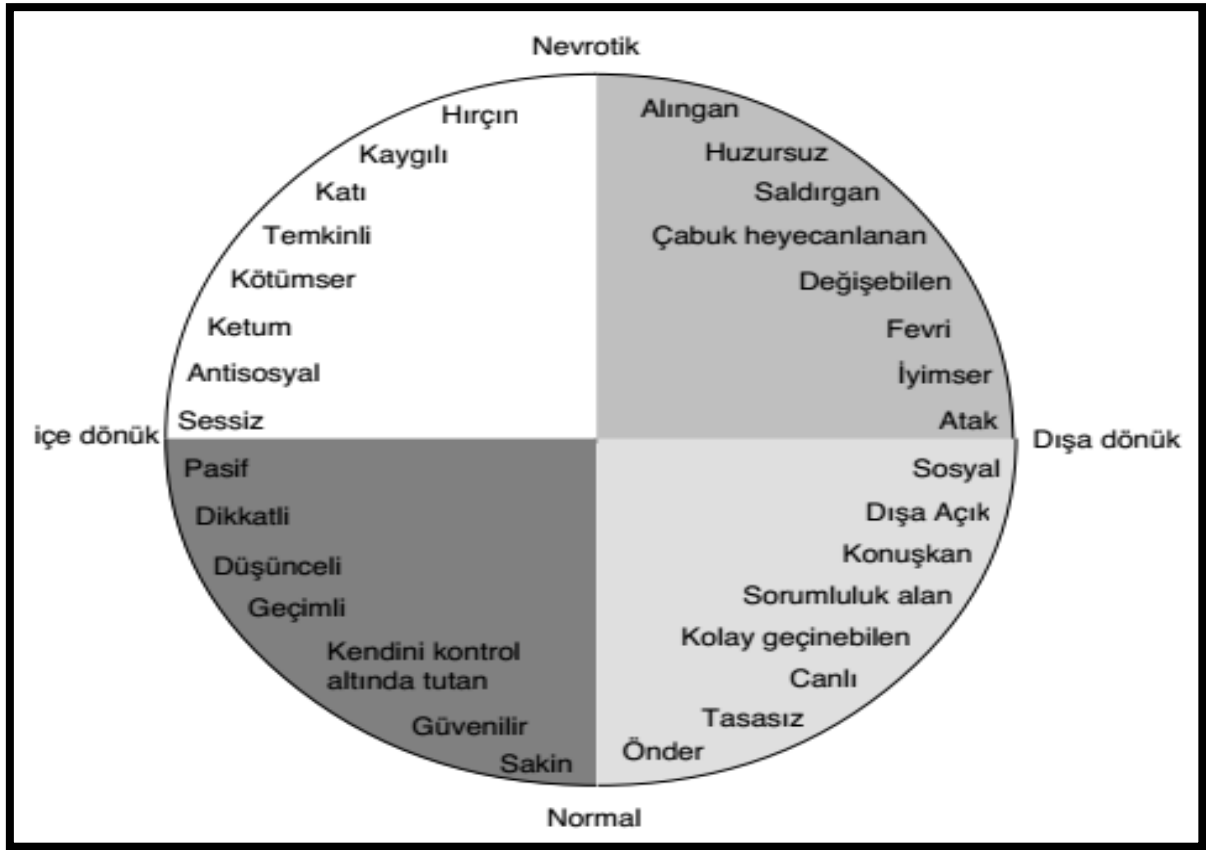 Nevrotik
Hırçın
Kaygılı
Katı
Temkinli
Kötümser
Ketum
Antisosyal
Sessiz
Alıngan
Huzursuz
Saldırgan
Çabuk heyecanlanan
Değişebilen
Fevri
İyimser
Atak
içe dönük
Dışa dönük
Pasif
Dikkatli
Düşünceli
Geçimli
Kendini kontrol
altında tutan
Güvenilir
Sakin
Sosyal
Dışa Açık
Konuşkan
Sorumluluk alan
Kolay geçinebilen
Canlı
Tasasız
Önder
Normal